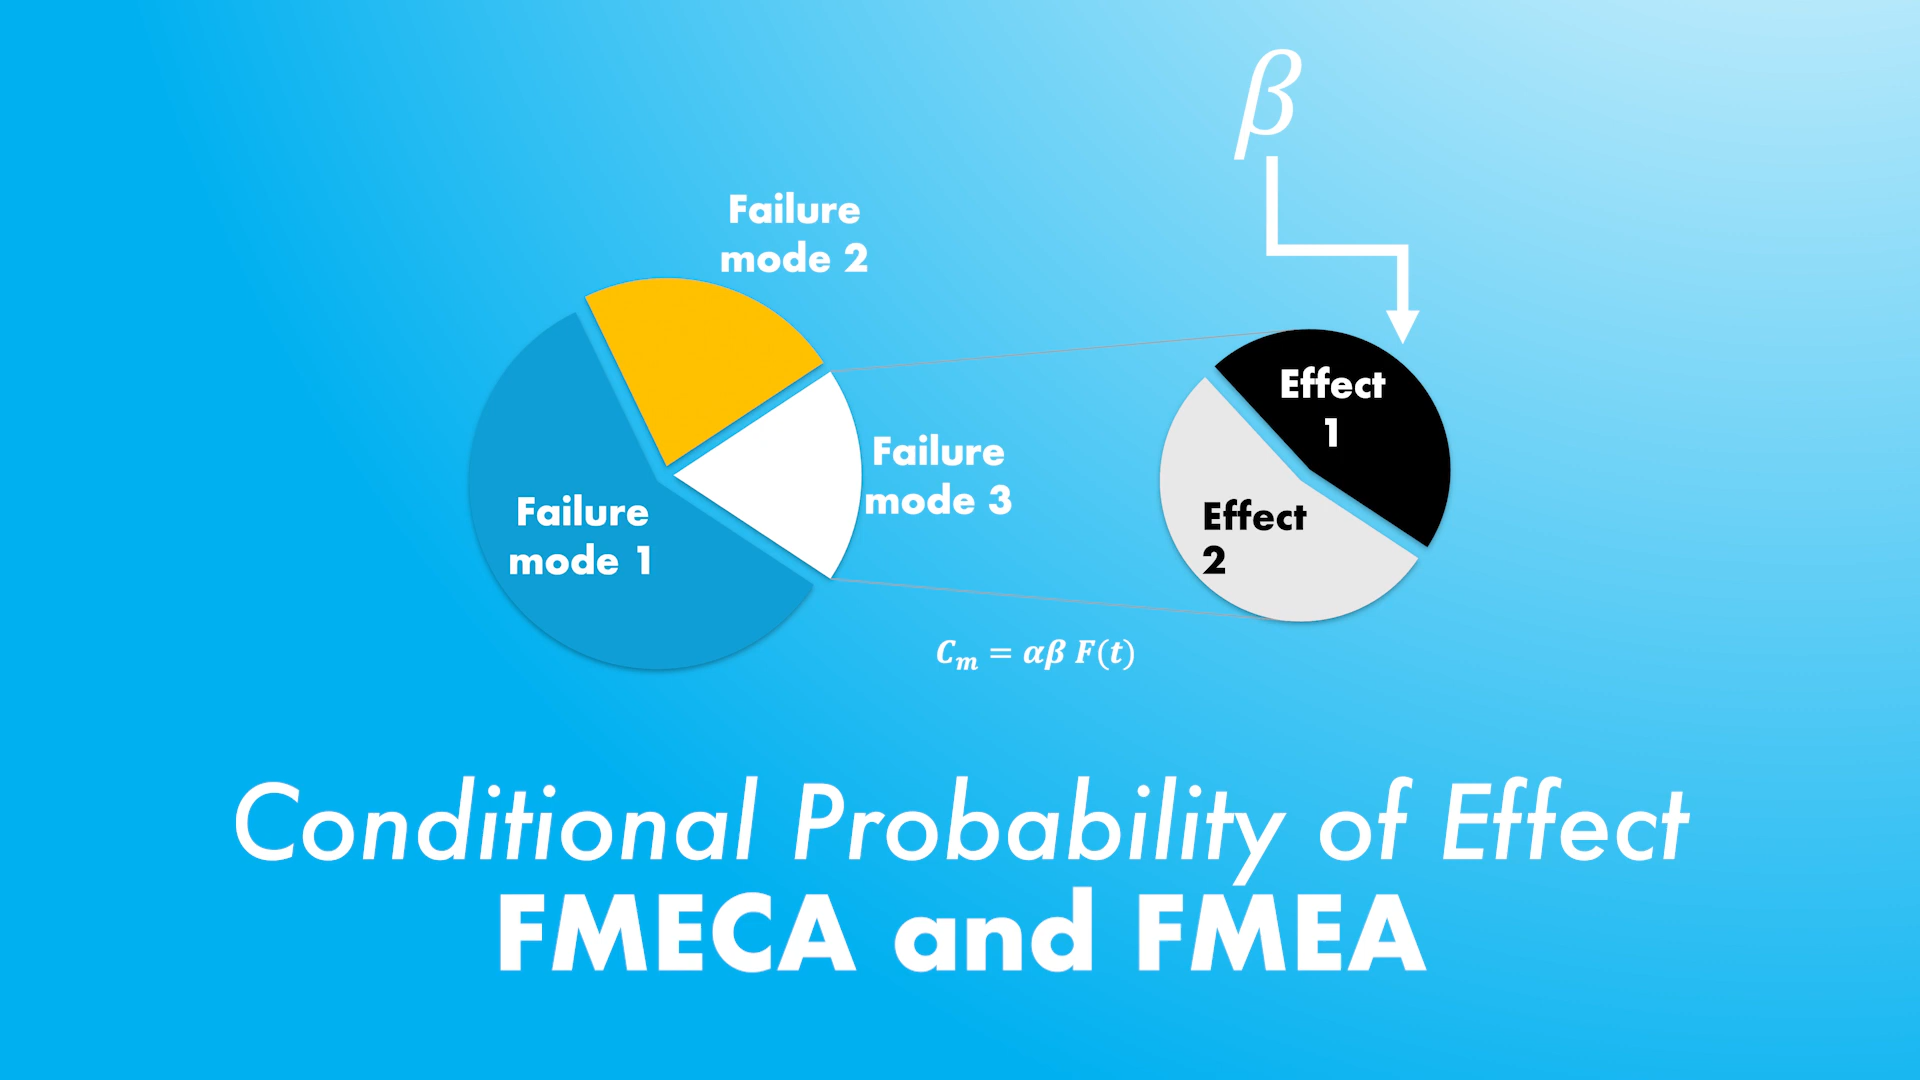 β
Failure
mode 2
Effect
1
Failure
mode 3
Failure
mode 1
Effect
2
Cₘ = αβ F(t)
Conditional Probability of Effect
FMECA and FMEA